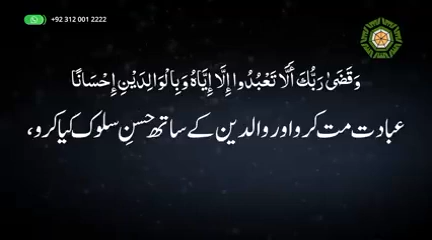 +92 312 001 2222
وَقَضَىٰ رَبُّكَ أَلَّا تَعْبُدُوا إِلَّا إِيَّاهُ وَبِالْوَالِدَيْنِ إِحْسَانًا
عبادت مت کرو اور والدین کے ساتھ حسنِ سلوک کیا کرو،